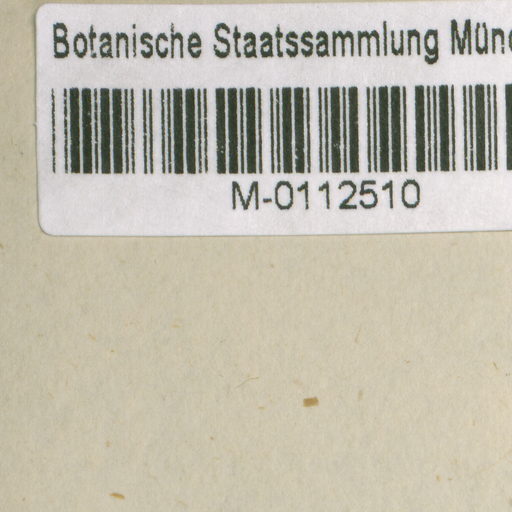 Botanische Staatssammlung Mün
M-0112510